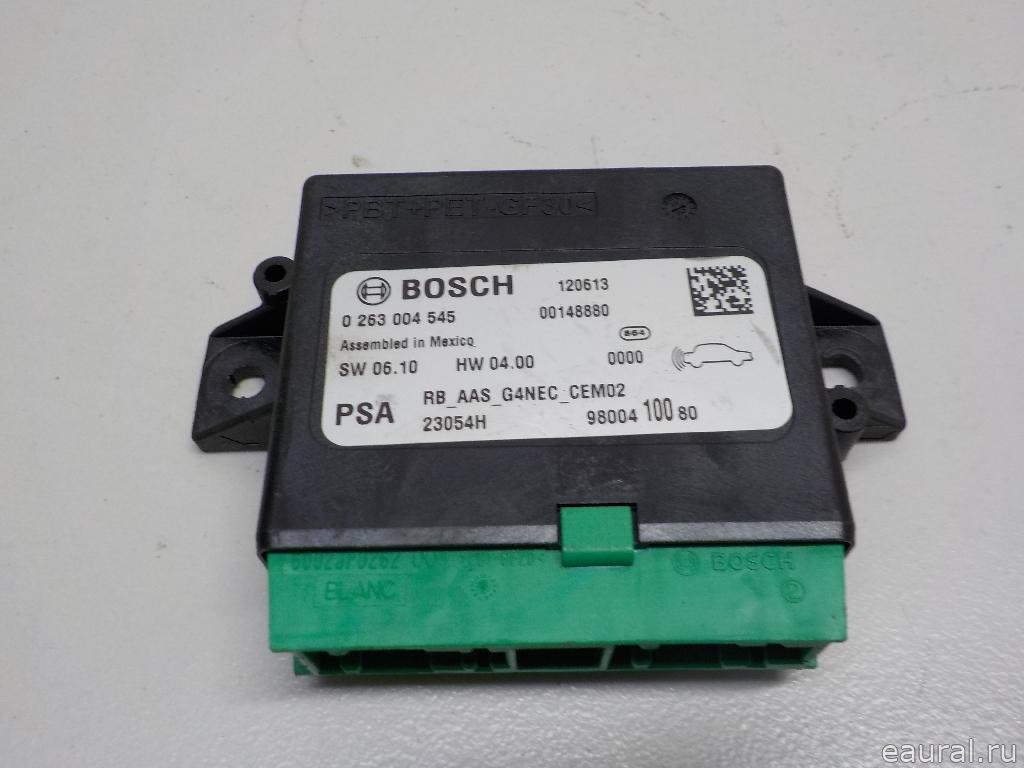 >PBT+PET-GF30<
BOSCH 120613
0 263 004 545 00148880
Assembled in Mexico
SW 06.10 HW 04.00 0000
PSA RB_AAS_G4NEC_CEM02
23054H 98004 100 80
BOSCH
BLANC
eaural.ru